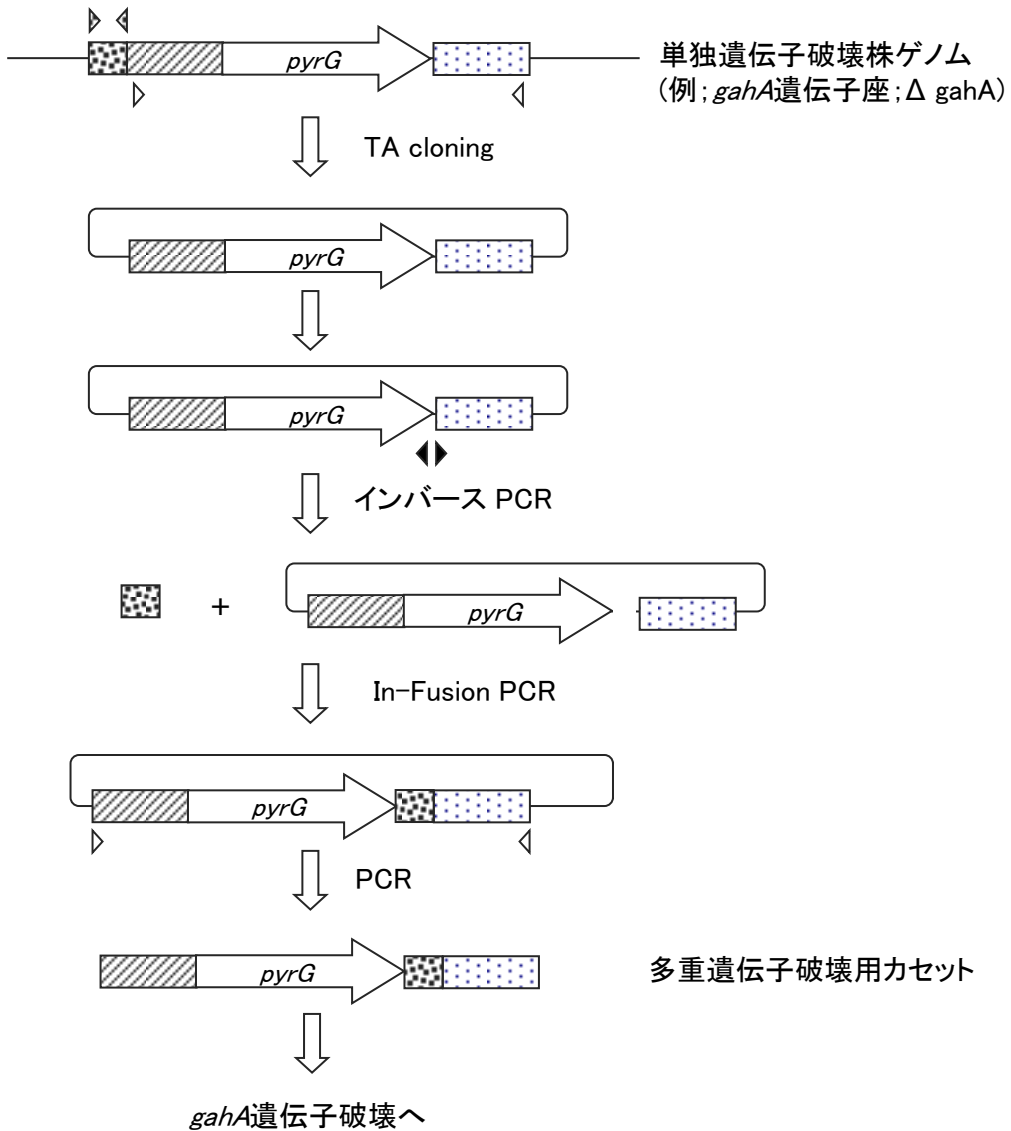 pyrG
単独遺伝子破壊株ゲノム
(例;gahA遺伝子座;Δ gahA)
TA cloning
pyrG
pyrG
インバース PCR
+
pyrG
In-Fusion PCR
pyrG
PCR
pyrG
多重遺伝子破壊用カセット
gahA遺伝子破壊へ